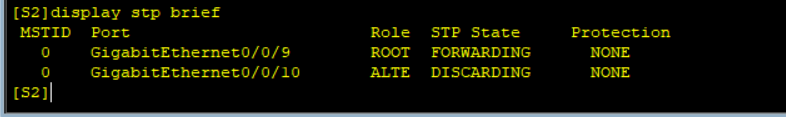 [S2]display stp brief
MSTID Port Role STP State Protection
0 GigabitEthernet0/0/9 ROOT FORWARDING NONE
0 GigabitEthernet0/0/10 ALTE DISCARDING NONE
[S2]